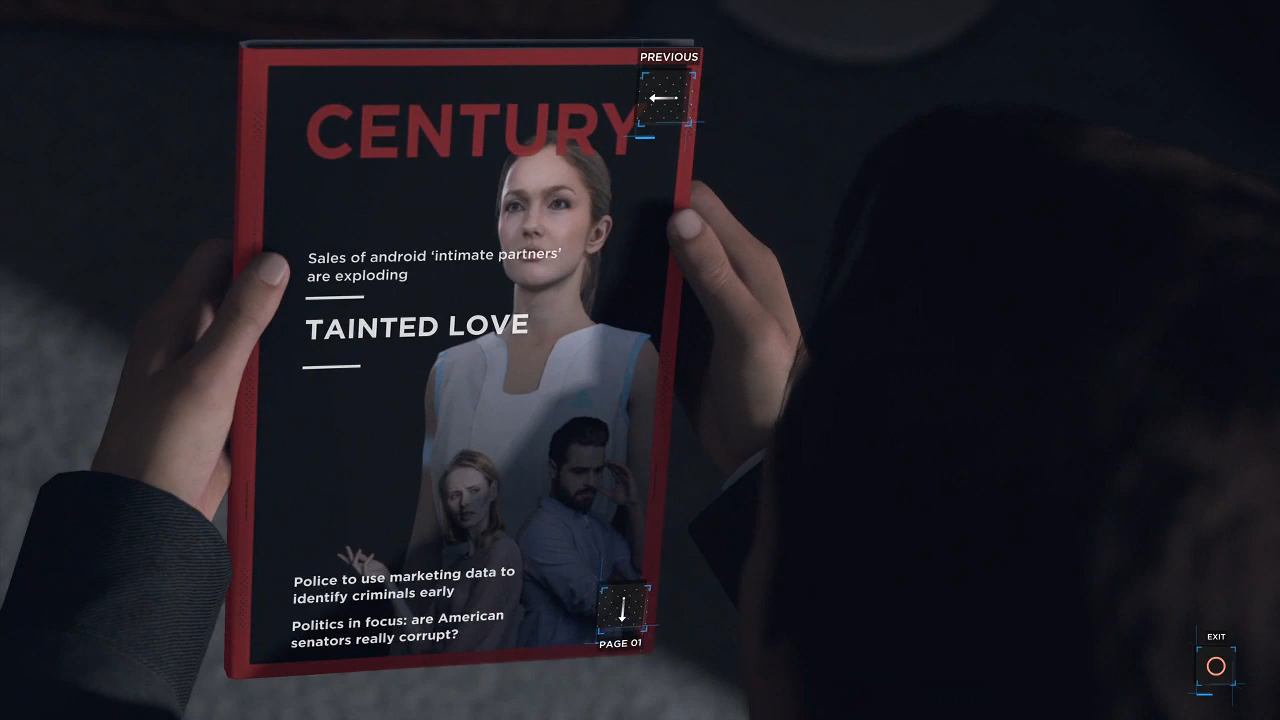 PREVIOUS
CENTURY
Sales of android ‘intimate partners’
are exploding
TAINTED LOVE
Police to use marketing data to
identify criminals early
Politics in focus: are American
senators really corrupt?
PAGE 01
EXIT